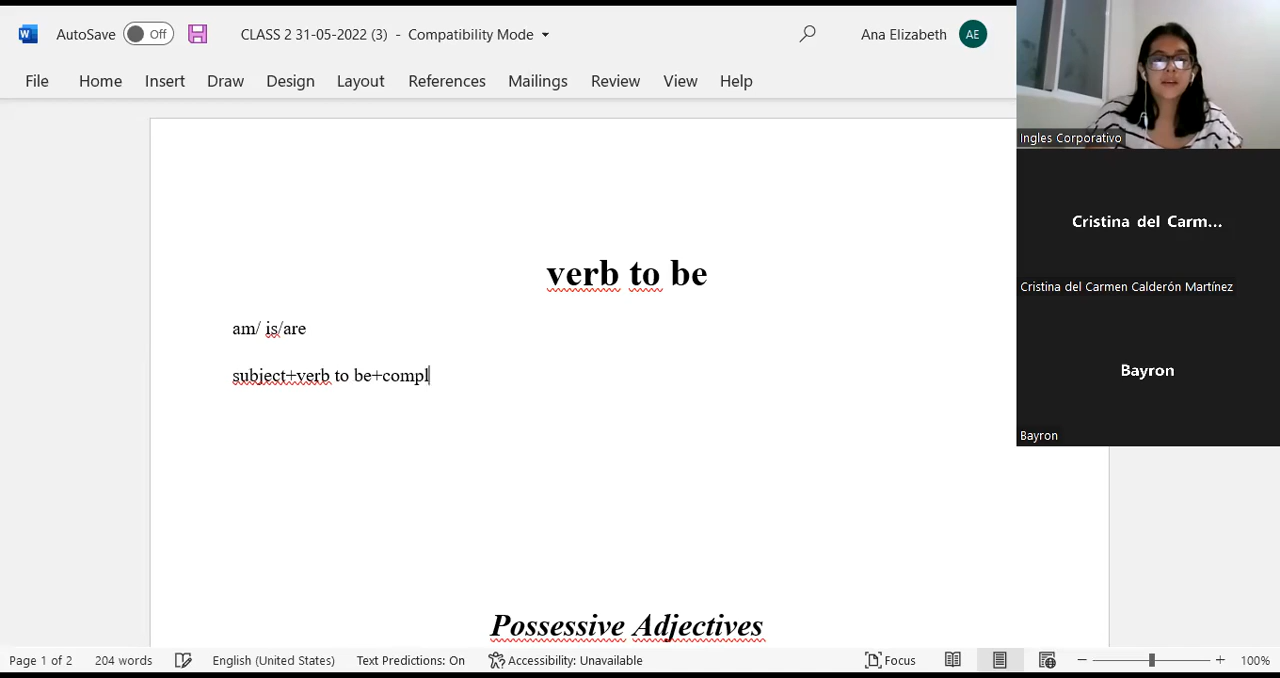 AutoSave Off CLASS 2 31-05-2022 (3) - Compatibility Mode Ana Elizabeth AE
File Home Insert Draw Design Layout References Mailings Review View Help
Ingles Corporativo
Cristina del Carm...
Cristina del Carmen Calderón Martínez
Bayron
Bayron
verb to be
am/ is/are
subject+verb to be+compl
Possessive Adjectives
Page 1 of 2 204 words English (United States) Text Predictions: On Accessibility: Unavailable Focus 100%